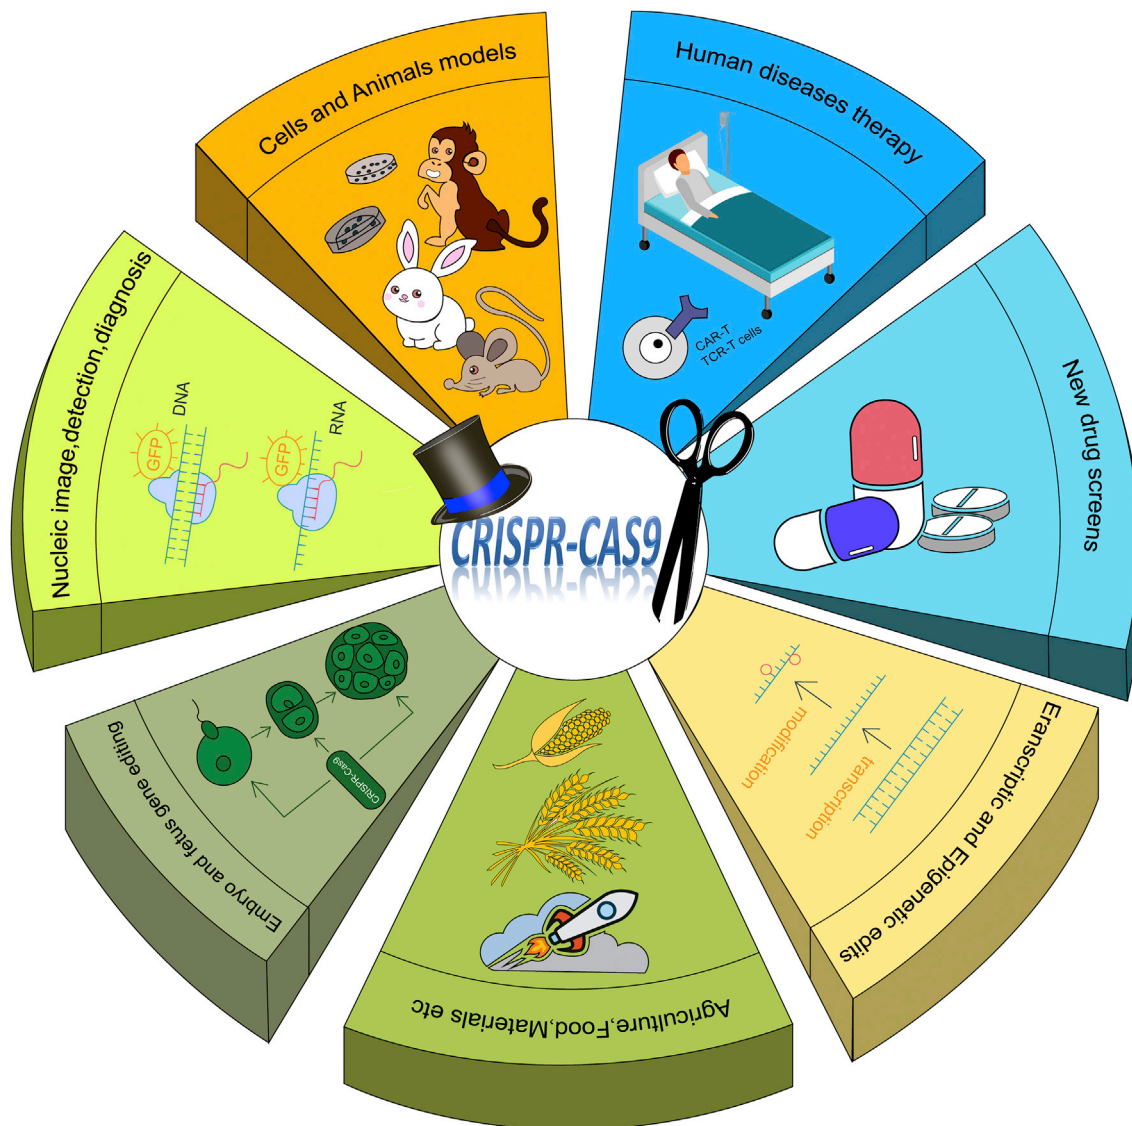 Cells and Animals models
Human diseases therapy
CAR-T
TCR-T cells
New drug screens
Eranscriptic and Epigenetic edits
modification
transcription
Agriculture,Food,Materials etc
Embryo and fetus gene editing
CRISPR-Cas9
Nucleic image,detection,diagnosis
GFP
DNA
GFP
RNA
CRISPR-CAS9